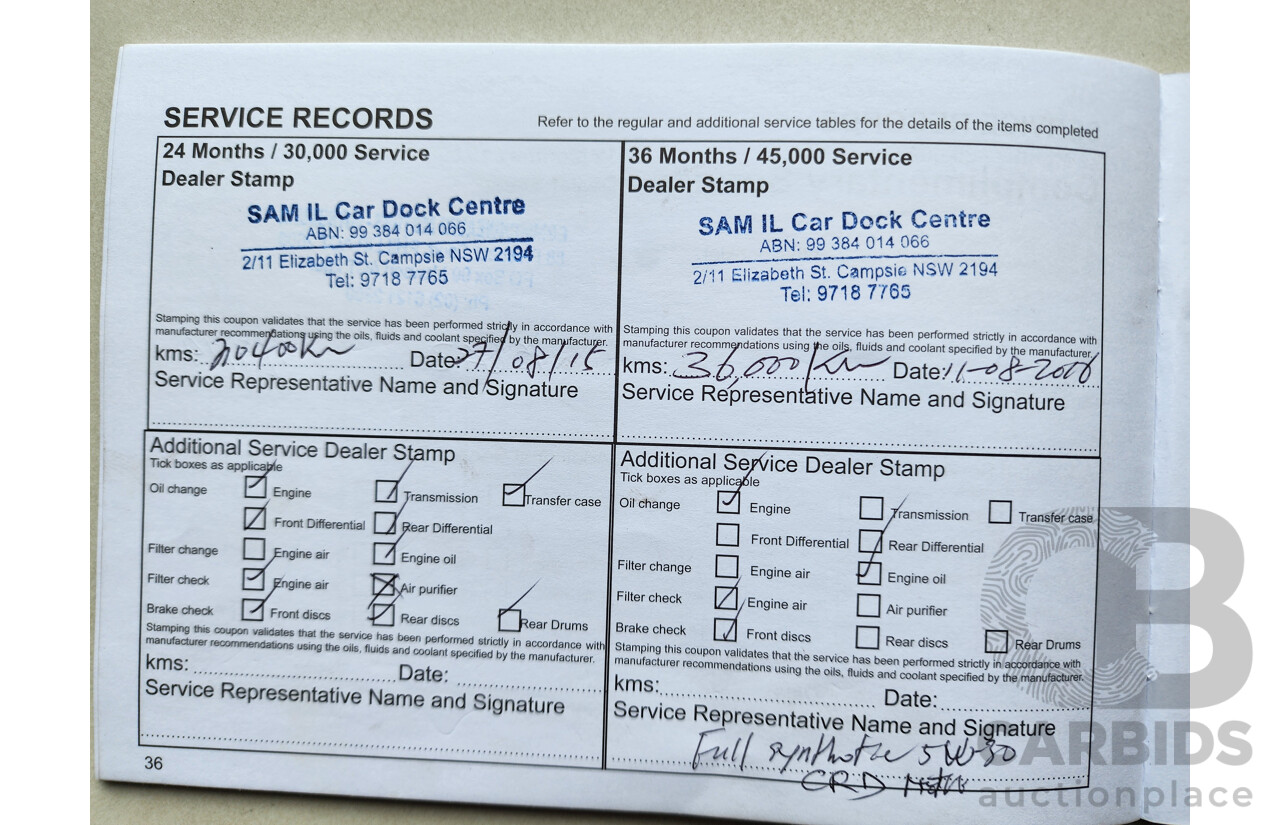 SERVICE RECORDS
Refer to the regular and additional service tables for the details of the items completed
24 Months / 30,000 Service
Dealer Stamp
SAM IL Car Dock Centre
ABN: 99 384 014 066
2/11 Elizabeth St. Campsie NSW 2194
Tel: 9718 7765
Stamping this coupon validates that the service has been performed strictly in accordance with
manufacturer recommendations using the oils, fluids and coolant specified by the manufacturer.
kms: 20400km Date: 27/08/15
Service Representative Name and Signature
Additional Service Dealer Stamp
Tick boxes as applicable
Oil change Engine Transmission Transfer case
Front Differential Rear Differential
Filter change Engine air Engine oil
Filter check Engine air Air purifier
Brake check Front discs Rear discs Rear Drums
Stamping this coupon validates that the service has been performed strictly in accordance with
manufacturer recommendations using the oils, fluids and coolant specified by the manufacturer.
kms: Date:
Service Representative Name and Signature
36
36 Months / 45,000 Service
Dealer Stamp
SAM IL Car Dock Centre
ABN: 99 384 014 066
2/11 Elizabeth St. Campsie NSW 2194
Tel: 9718 7765
Stamping this coupon validates that the service has been performed strictly in accordance with
manufacturer recommendations using the oils, fluids and coolant specified by the manufacturer.
kms: 36,000km Date: 11-08-2016
Service Representative Name and Signature
Additional Service Dealer Stamp
Tick boxes as applicable
Oil change Engine Transmission Transfer case
Front Differential Rear Differential
Filter change Engine air Engine oil
Filter check Engine air Air purifier
Brake check Front discs Rear discs Rear Drums
Stamping this coupon validates that the service has been performed strictly in accordance with
manufacturer recommendations using the oils, fluids and coolant specified by the manufacturer.
kms: Date:
Service Representative Name and Signature
Full synthetic 5W-30
CRD
CB
CARBIDS
auctionplace